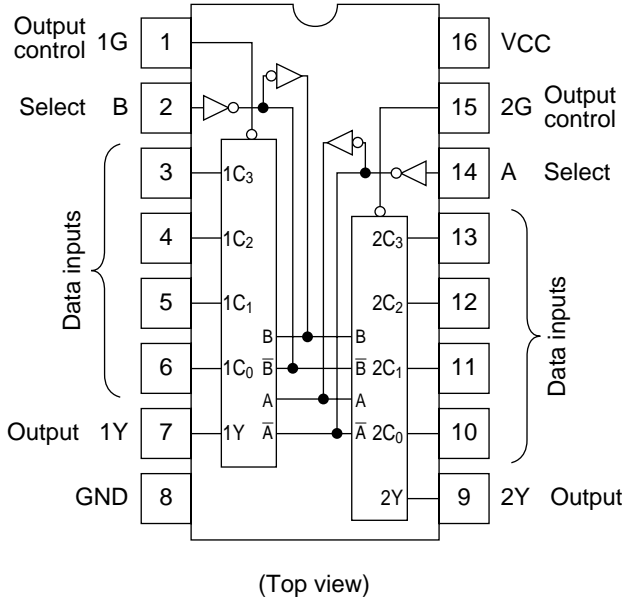 Output control 1G 1
Select B 2
Data inputs
3 1C₃
4 1C₂
5 1C₁
6 1C₀
Output 1Y 7 1Y
GND 8
16 VCC
15 2G Output control
14 A Select
2C₃ 13
2C₂ 12
2C₁ 11
2C₀ 10
Data inputs
2Y 9 2Y Output
B B
B̅ B̅
A A
A̅ A̅
(Top view)